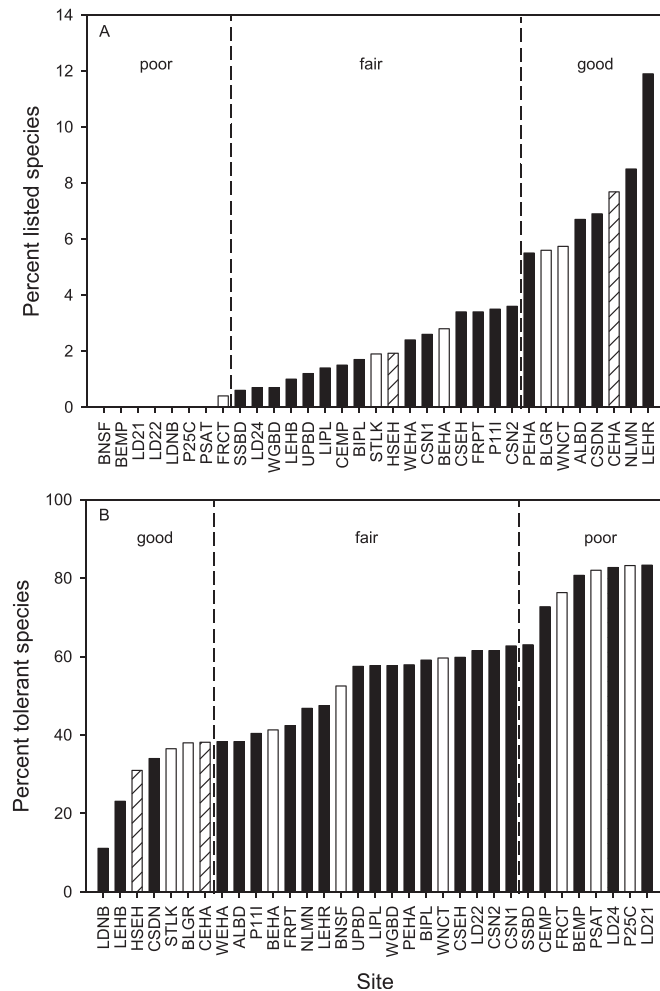 14
12
10
8
6
4
2
0
Percent listed species
A
poor
fair
good
BNSF
BEMP
LD21
LD22
LDNB
P25C
PSAT
FRCT
SSBD
LD24
WGBD
LEHB
UPBD
LIPL
CEMP
BIPL
STLK
HSEH
WEHA
CSN1
BEHA
CSEH
FRPT
P11I
CSN2
PEHA
BLGR
WNCT
ALBD
CSDN
CEHA
NLMN
LEHR
100
80
60
40
20
0
Percent tolerant species
B
good
fair
poor
LDNB
LEHB
HSEH
CSDN
STLK
BLGR
CEHA
WEHA
ALBD
P11I
BEHA
FRPT
NLMN
LEHR
BNSF
UPBD
LIPL
WGBD
PEHA
BIPL
WNCT
CSEH
LD22
CSN2
CSN1
SSBD
CEMP
FRCT
BEMP
PSAT
LD24
P25C
LD21
Site